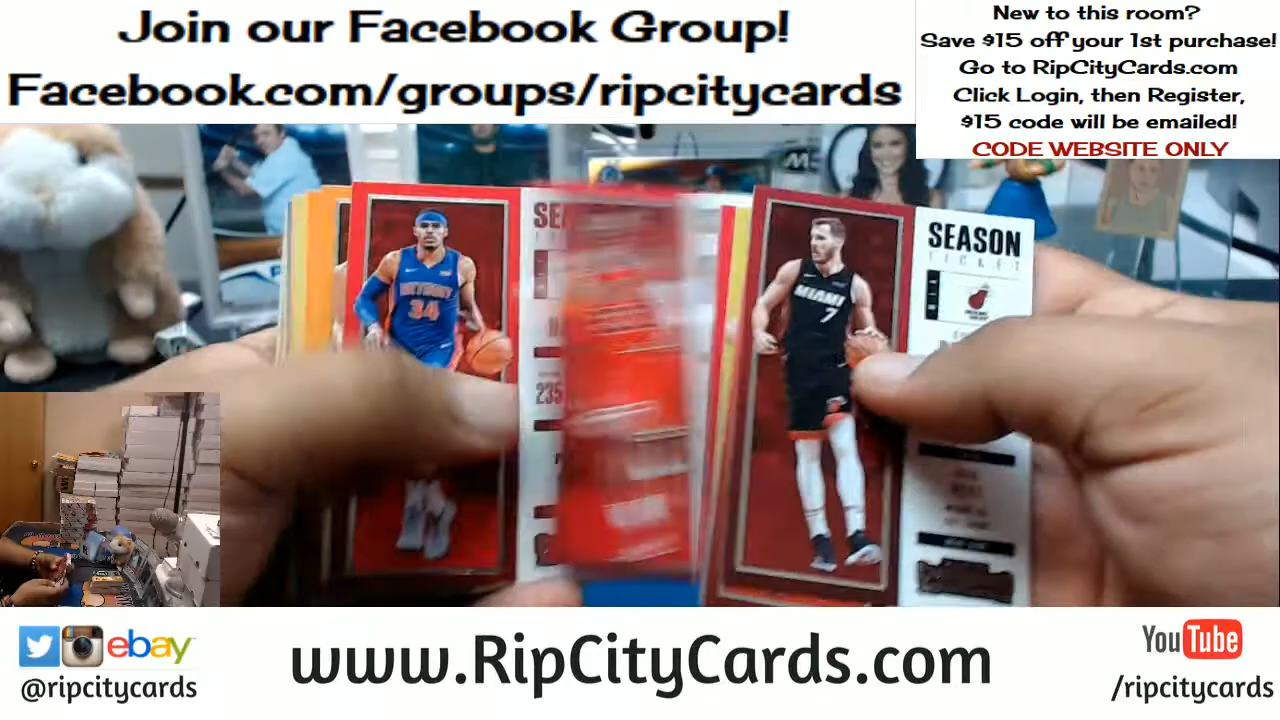 Join our Facebook Group!
Facebook.com/groups/ripcitycards
New to this room?
Save $15 off your 1st purchase!
Go to RipCityCards.com
Click Login, then Register,
$15 code will be emailed!
CODE WEBSITE ONLY
DETROIT
34
235
MIAMI
7
SEASON
TICKET
ebay
@ripcitycards
www.RipCityCards.com
YouTube
/ripcitycards